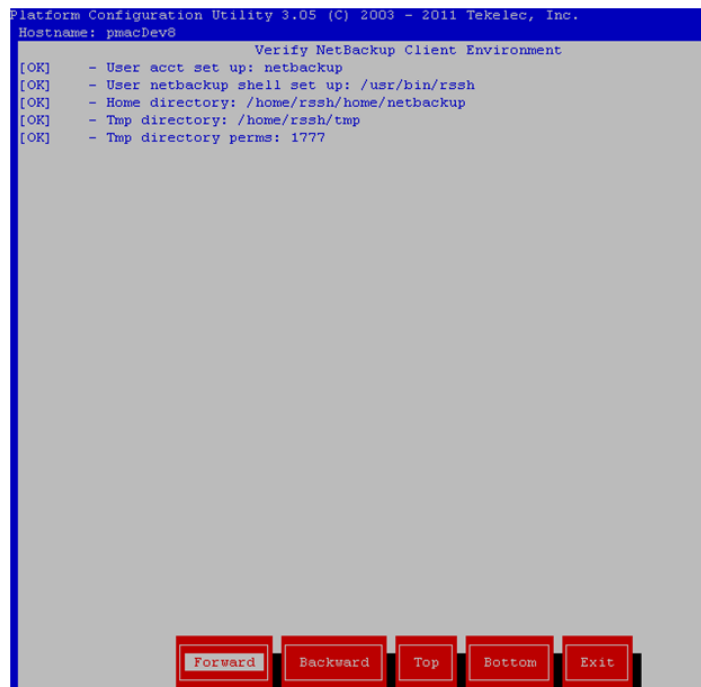 Platform Configuration Utility 3.05 (C) 2003 - 2011 Tekelec, Inc.
Hostname: pmacDev8
Verify NetBackup Client Environment
[OK] - User acct set up: netbackup
[OK] - User netbackup shell set up: /usr/bin/rssh
[OK] - Home directory: /home/rssh/home/netbackup
[OK] - Tmp directory: /home/rssh/tmp
[OK] - Tmp directory perms: 1777
Forward Backward Top Bottom Exit